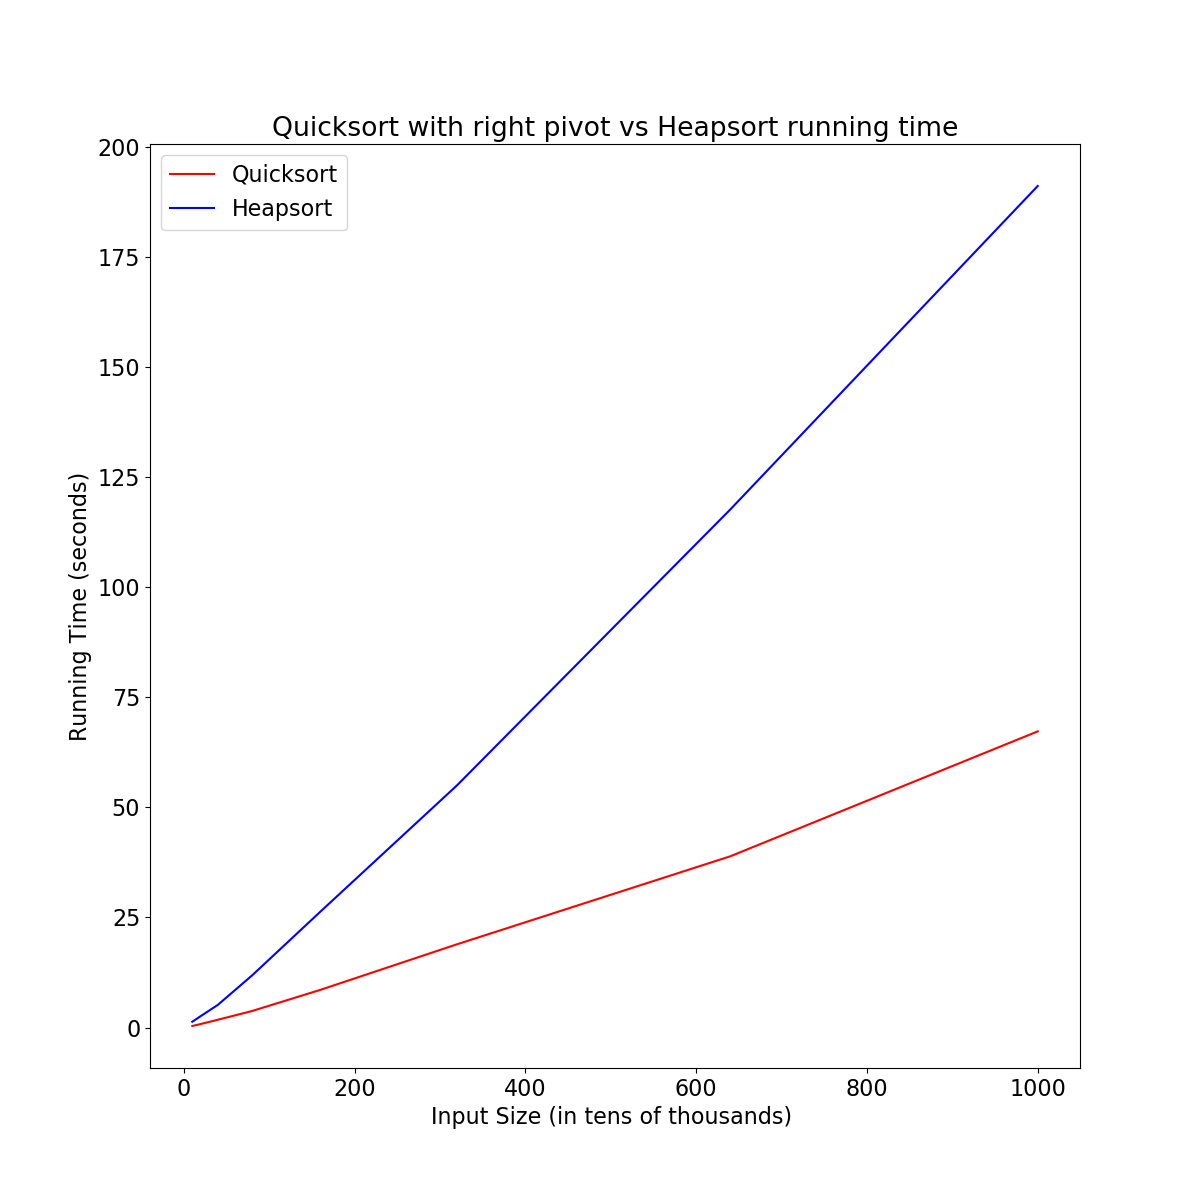 Quicksort with right pivot vs Heapsort running time
Quicksort
Heapsort
200
175
150
125
100
75
50
25
0
Running Time (seconds)
0 200 400 600 800 1000
Input Size (in tens of thousands)